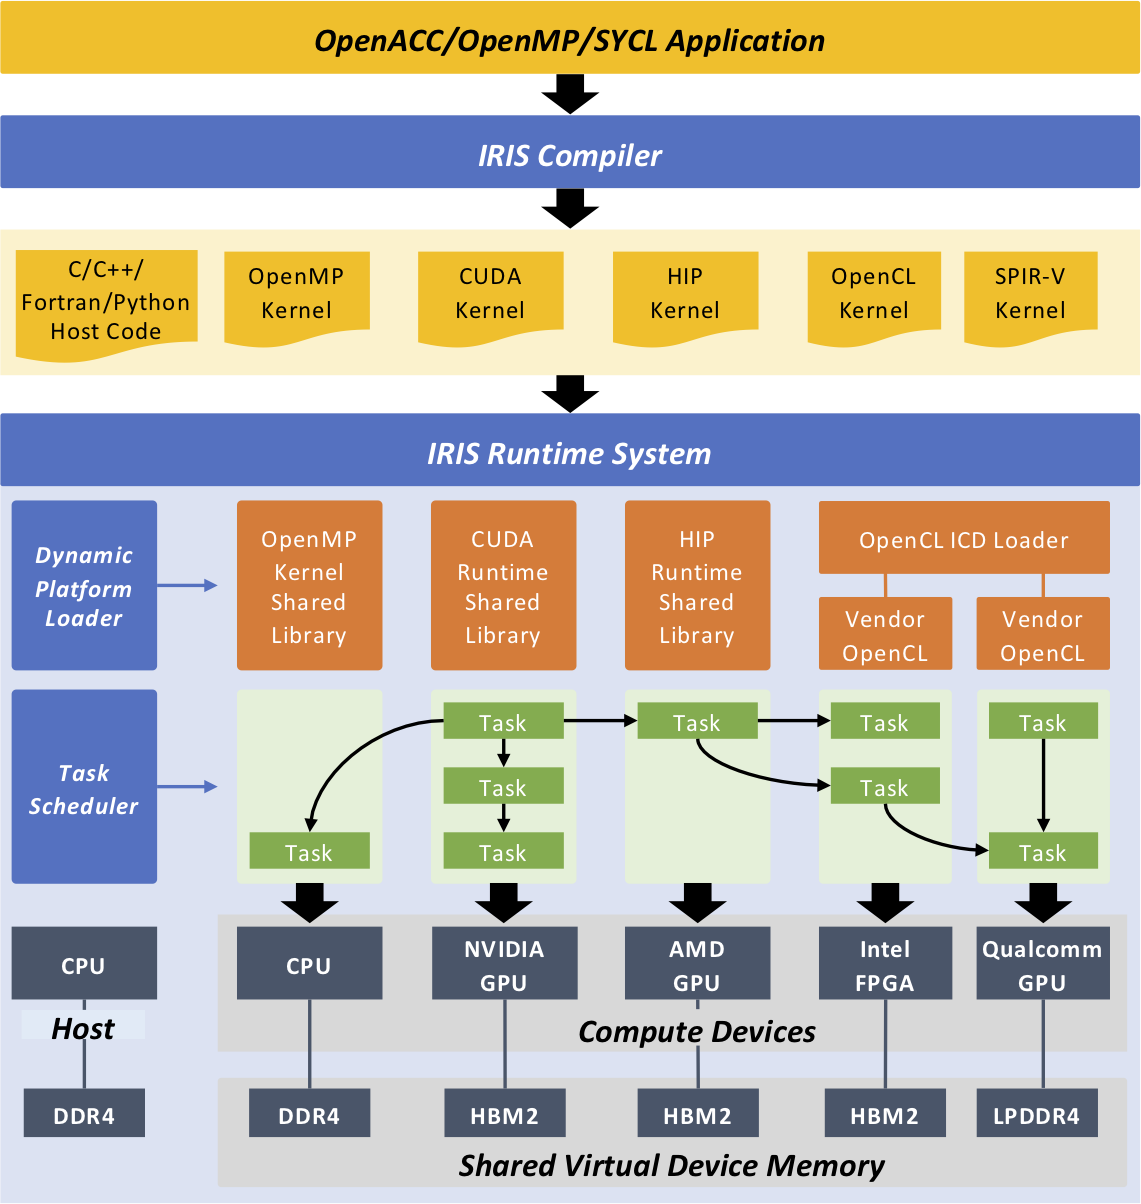 OpenACC/OpenMP/SYCL Application
IRIS Compiler
C/C++/
Fortran/Python
Host Code
OpenMP
Kernel
CUDA
Kernel
HIP
Kernel
OpenCL
Kernel
SPIR-V
Kernel
IRIS Runtime System
Dynamic
Platform
Loader
OpenMP
Kernel
Shared
Library
CUDA
Runtime
Shared
Library
HIP
Runtime
Shared
Library
OpenCL ICD Loader
Vendor
OpenCL
Vendor
OpenCL
Task
Scheduler
Task
Task
Task
Task
Task
Task
Task
Task
Task
CPU
Host
DDR4
CPU
NVIDIA
GPU
AMD
GPU
Intel
FPGA
Qualcomm
GPU
Compute Devices
DDR4
HBM2
HBM2
HBM2
LPDDR4
Shared Virtual Device Memory